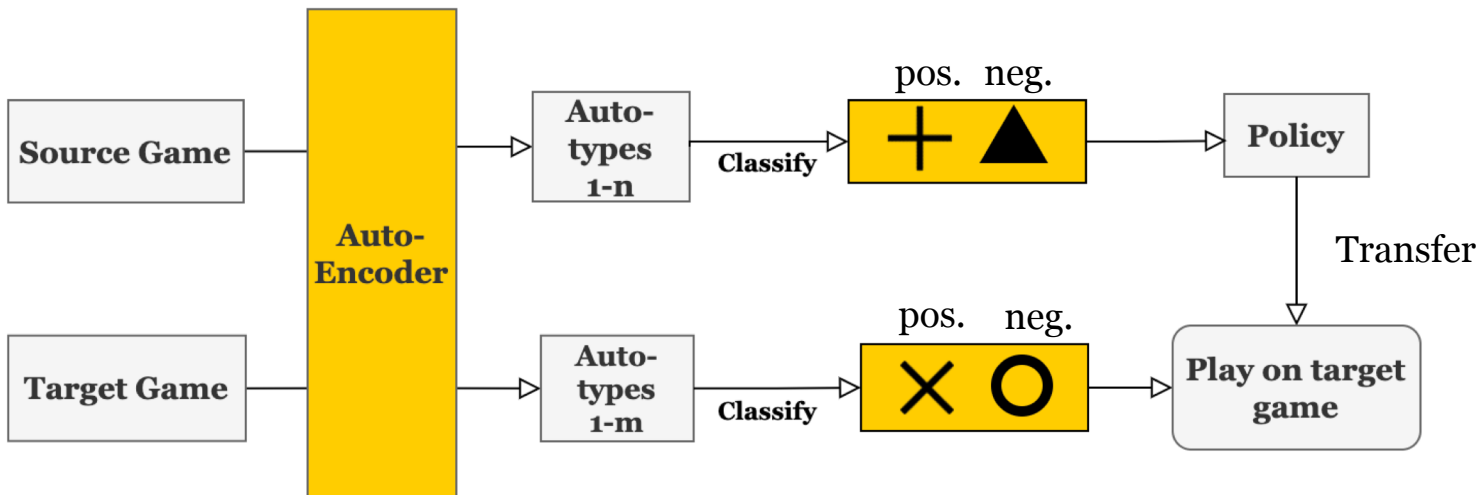 pos. neg.
Source Game
Auto-
types
1-n
Classify
Policy
Auto-
Encoder
Transfer
pos. neg.
Target Game
Auto-
types
1-m
Classify
Play on target
game